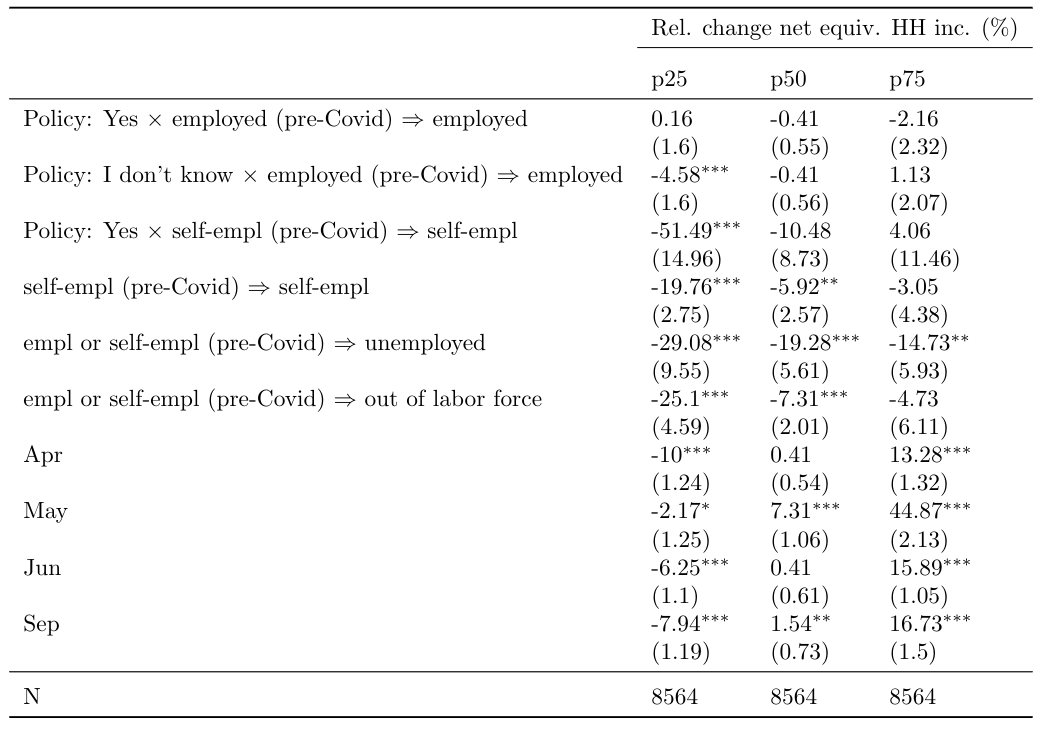 Rel. change net equiv. HH inc. (%)
p25 p50 p75
Policy: Yes × employed (pre-Covid) ⇒ employed 0.16 -0.41 -2.16
(1.6) (0.55) (2.32)
Policy: I don't know × employed (pre-Covid) ⇒ employed -4.58*** -0.41 1.13
(1.6) (0.56) (2.07)
Policy: Yes × self-empl (pre-Covid) ⇒ self-empl -51.49*** -10.48 4.06
(14.96) (8.73) (11.46)
self-empl (pre-Covid) ⇒ self-empl -19.76*** -5.92** -3.05
(2.75) (2.57) (4.38)
empl or self-empl (pre-Covid) ⇒ unemployed -29.08*** -19.28*** -14.73**
(9.55) (5.61) (5.93)
empl or self-empl (pre-Covid) ⇒ out of labor force -25.1*** -7.31*** -4.73
(4.59) (2.01) (6.11)
Apr -10*** 0.41 13.28***
(1.24) (0.54) (1.32)
May -2.17* 7.31*** 44.87***
(1.25) (1.06) (2.13)
Jun -6.25*** 0.41 15.89***
(1.1) (0.61) (1.05)
Sep -7.94*** 1.54** 16.73***
(1.19) (0.73) (1.5)
N 8564 8564 8564